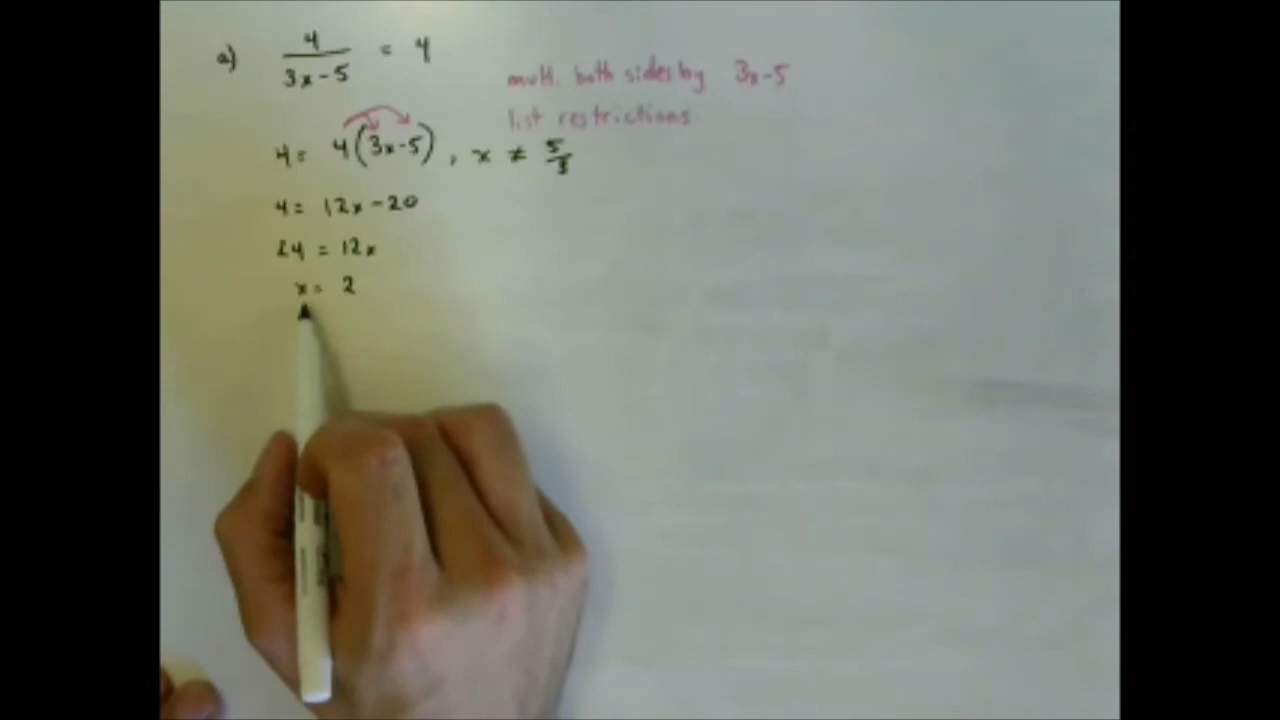 a) 4/(3x-5) = 4
mult. both sides by 3x-5
list restrictions
4 = 4(3x-5), x ≠ 5/3
4 = 12x-20
24 = 12x
x = 2